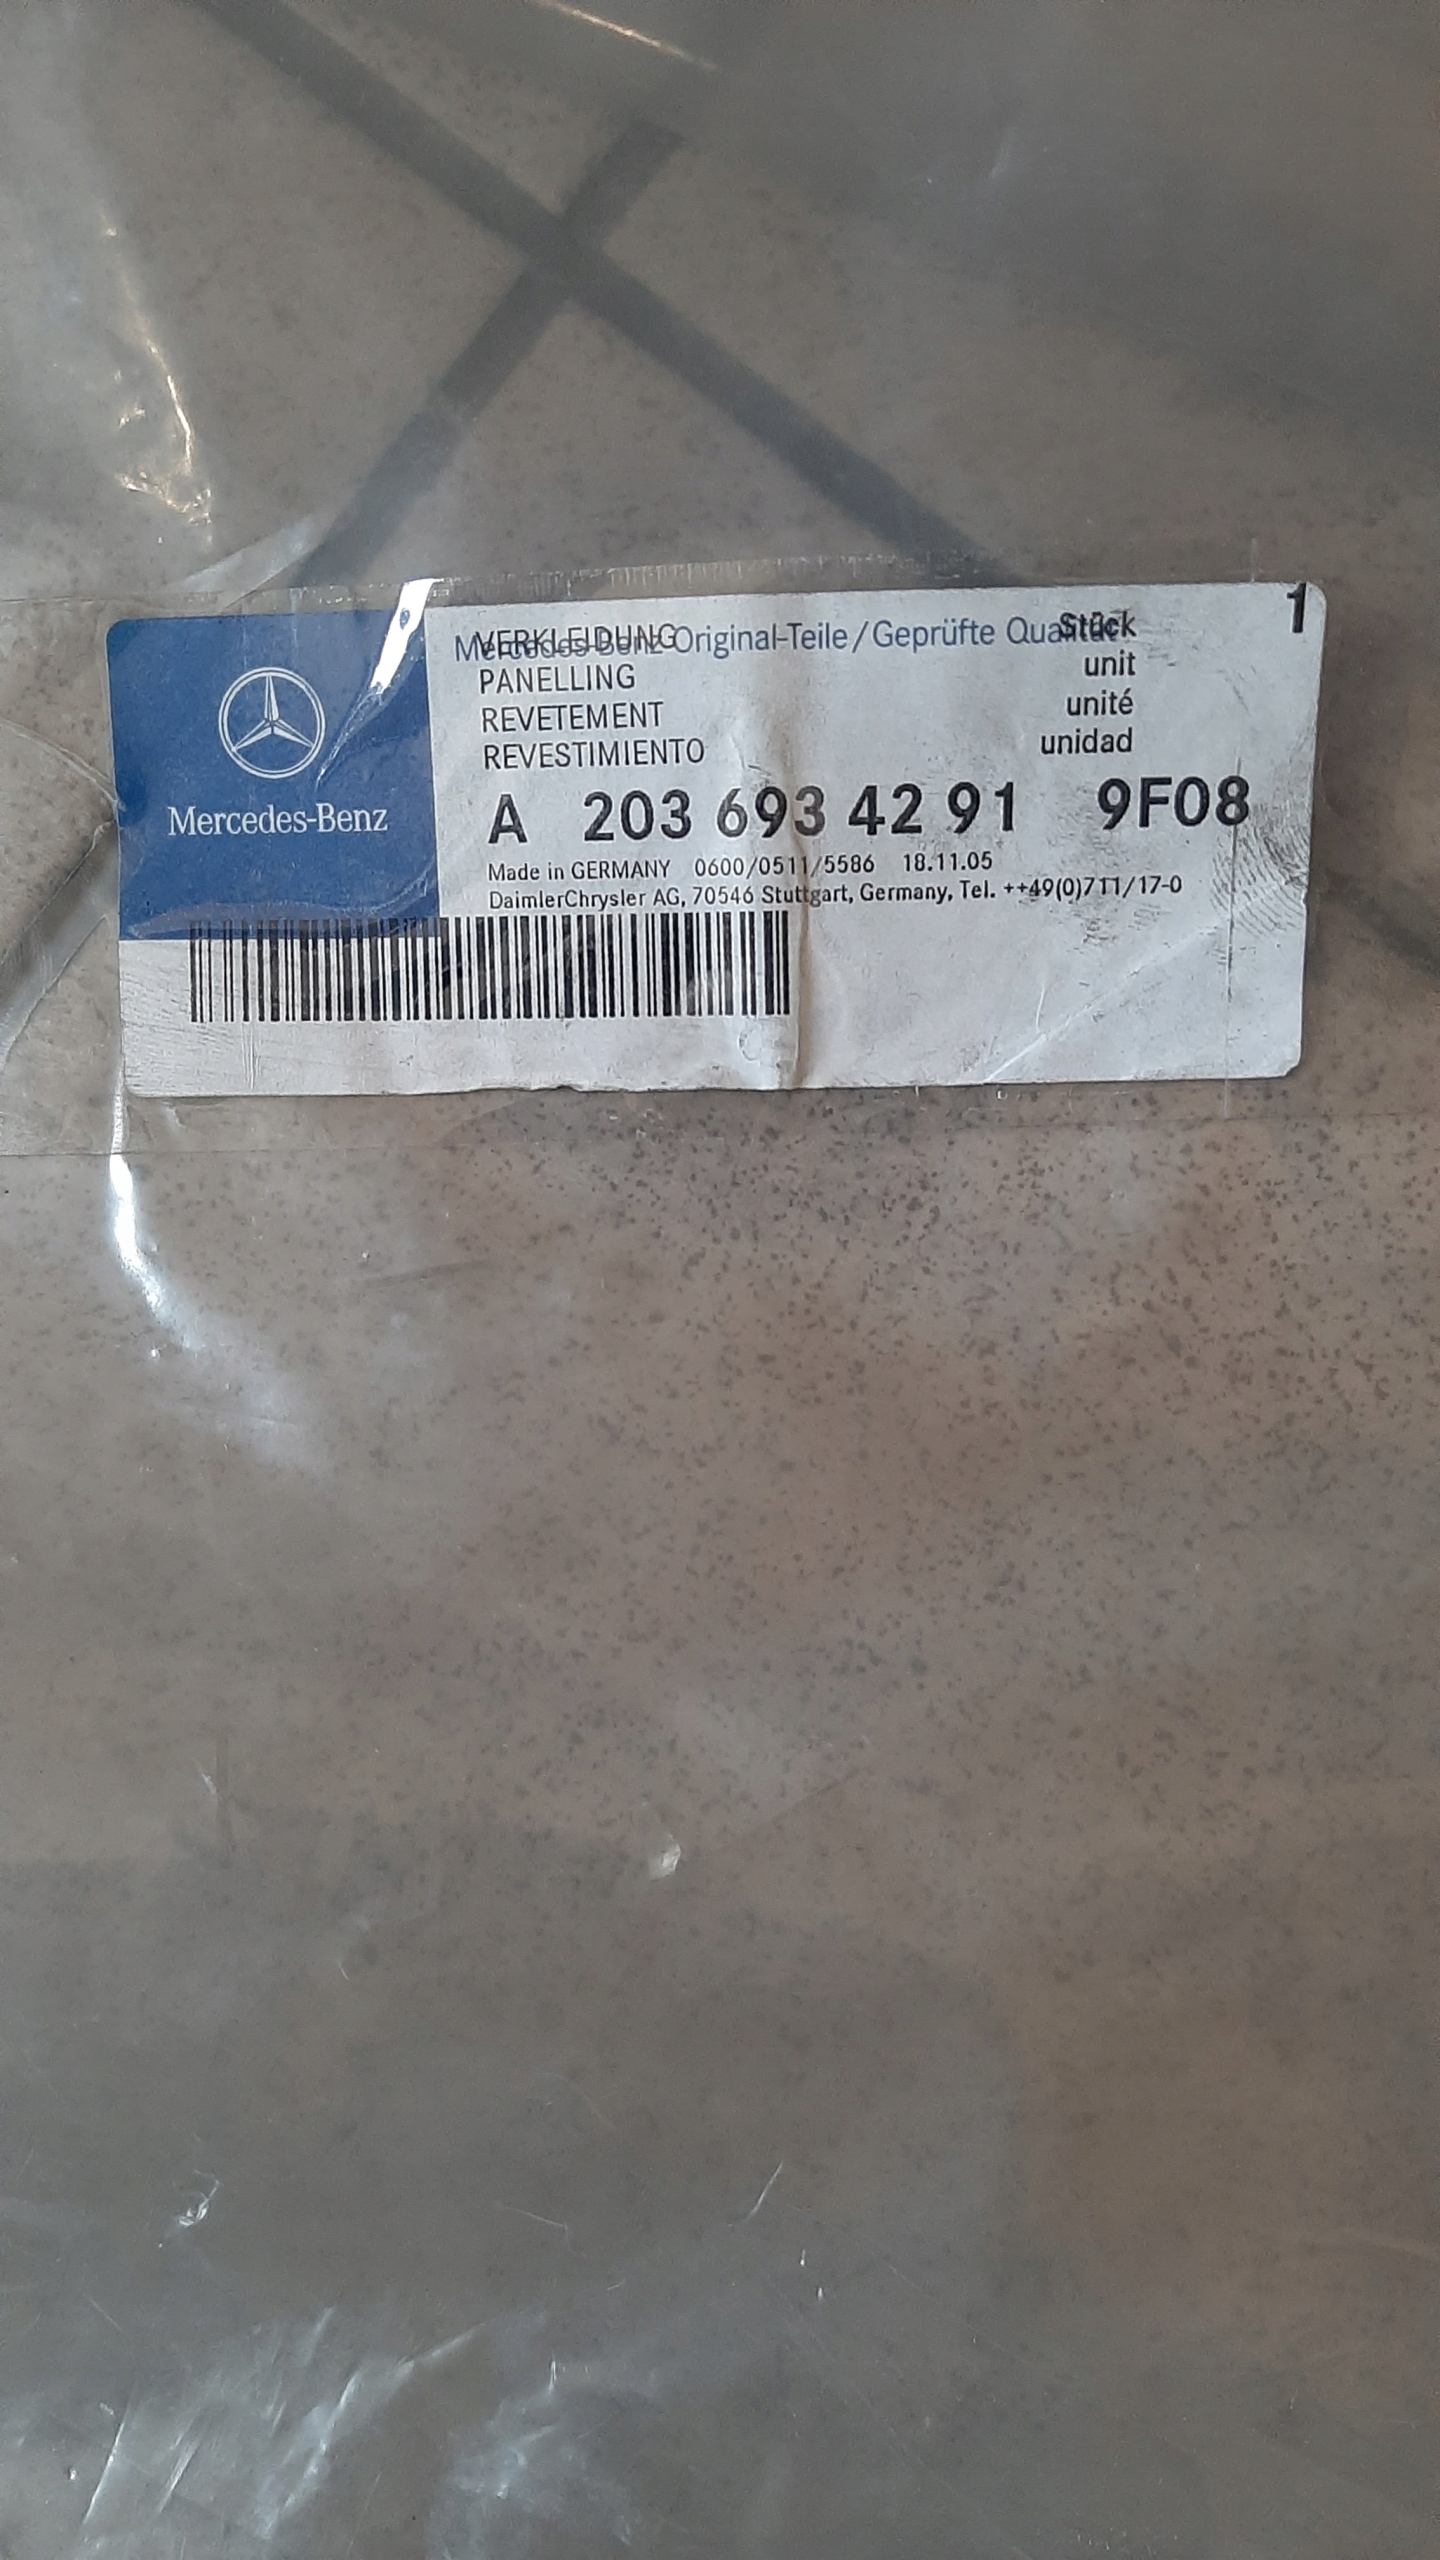 Mercedes-Benz Original-Teile/Geprüfte Qualität
VERKLEIDUNG Stück 1
PANELLING unit
REVETEMENT unité
REVESTIMIENTO unidad
A 203 693 42 91 9F08
Made in GERMANY 0600/0511/5586 18.11.05
DaimlerChrysler AG, 70546 Stuttgart, Germany, Tel. ++49(0)711/17-0
Mercedes-Benz